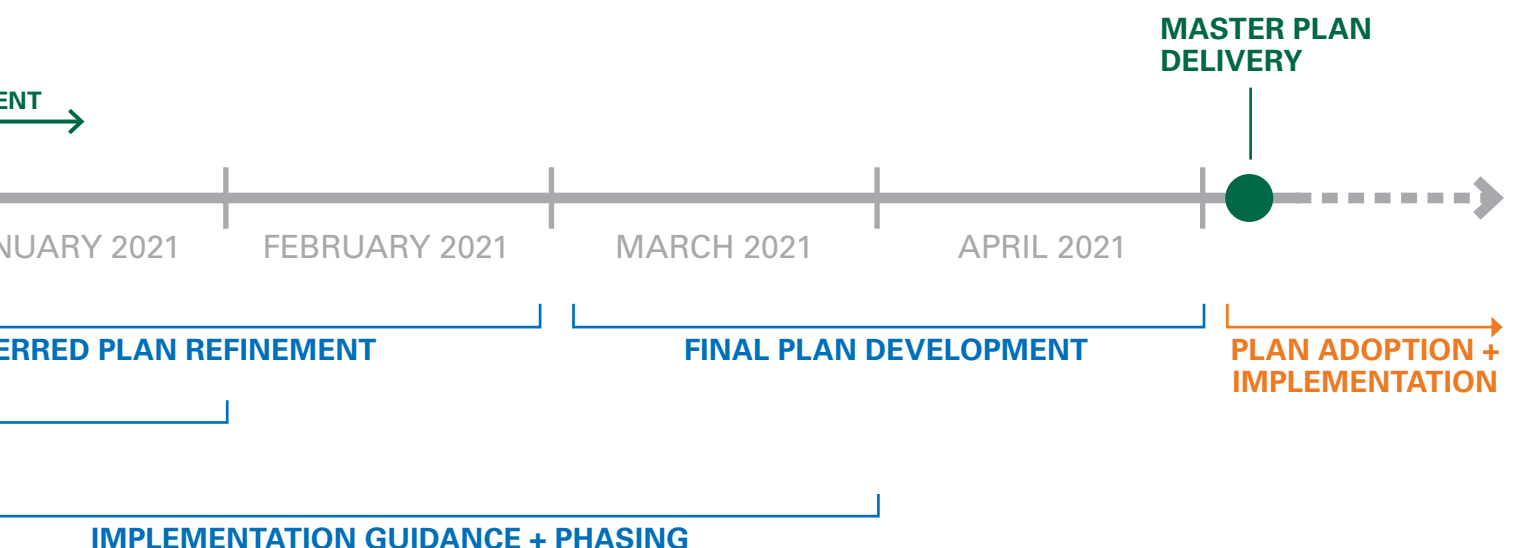 MASTER PLAN
DELIVERY
ENT
NUARY 2021
FEBRUARY 2021
MARCH 2021
APRIL 2021
ERRED PLAN REFINEMENT
FINAL PLAN DEVELOPMENT
PLAN ADOPTION +
IMPLEMENTATION
IMPLEMENTATION GUIDANCE + PHASING